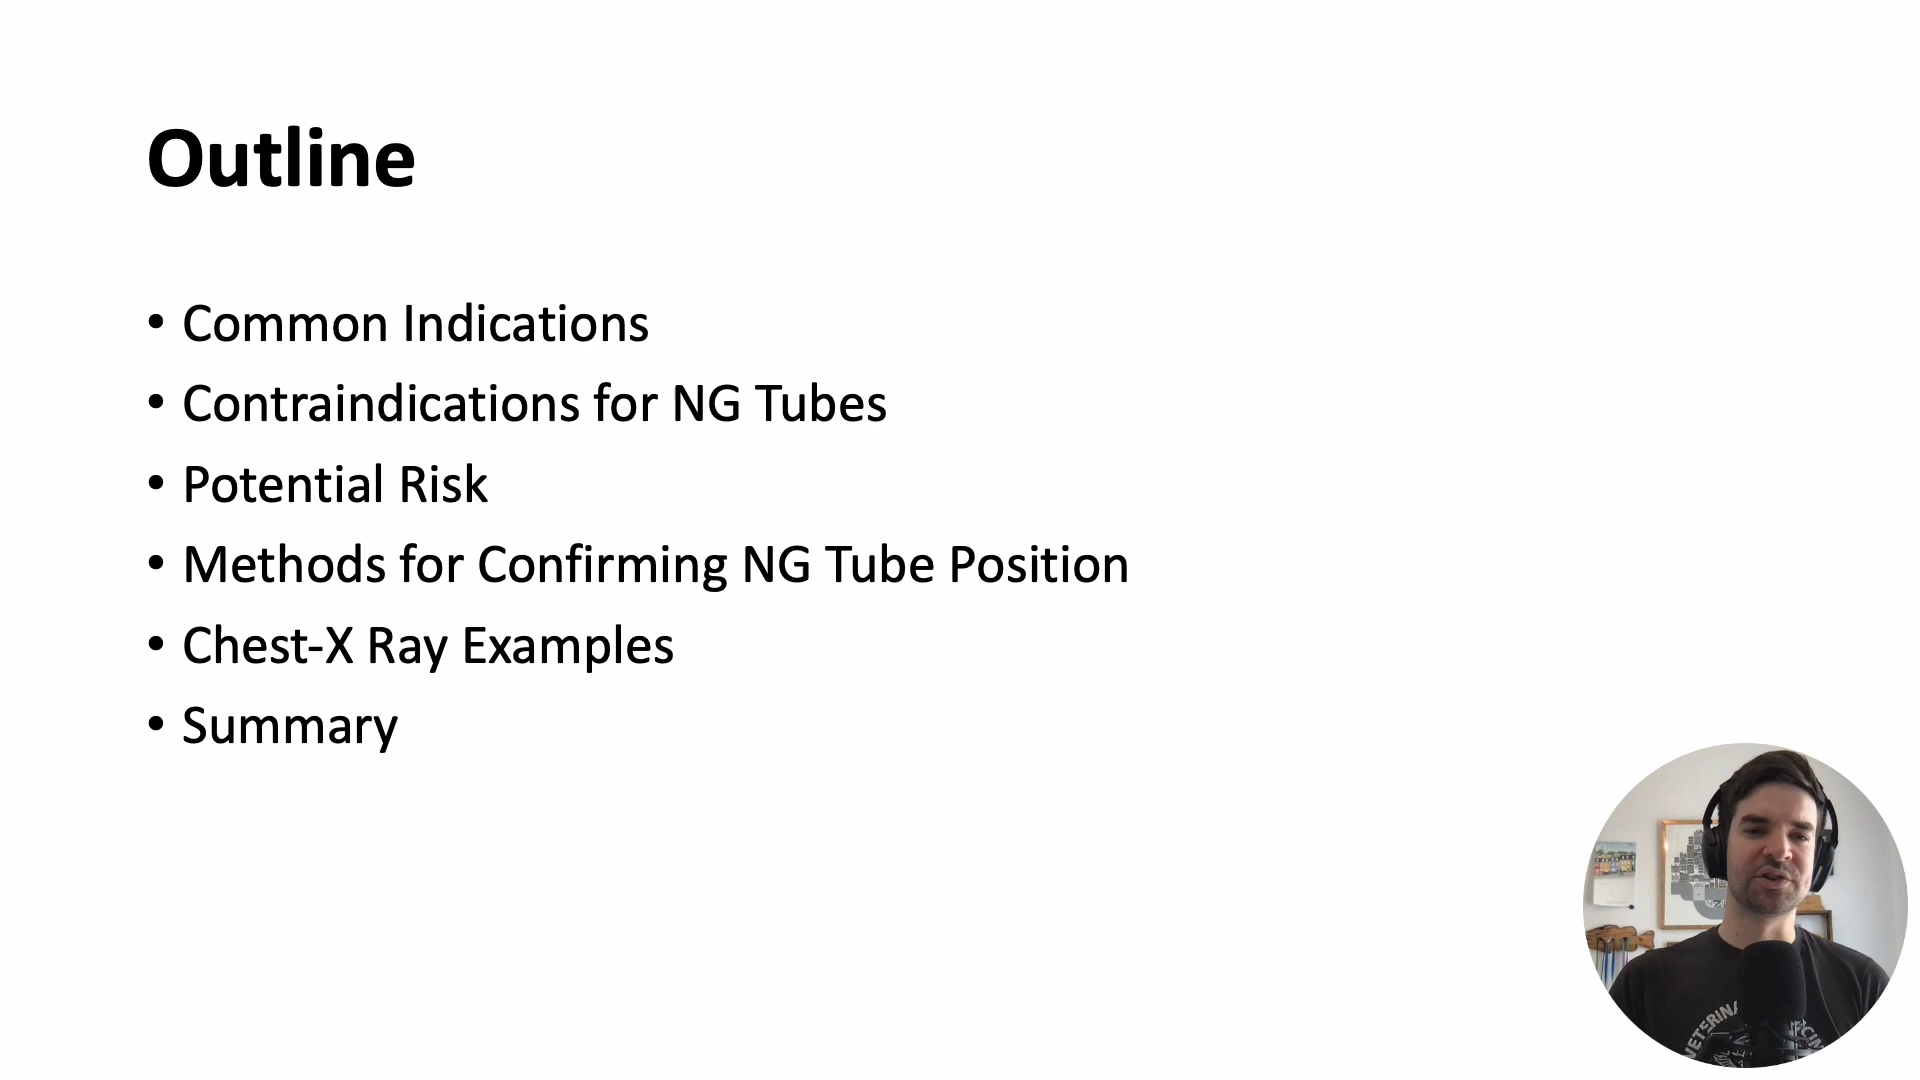 Outline
• Common Indications
• Contraindications for NG Tubes
• Potential Risk
• Methods for Confirming NG Tube Position
• Chest-X Ray Examples
• Summary